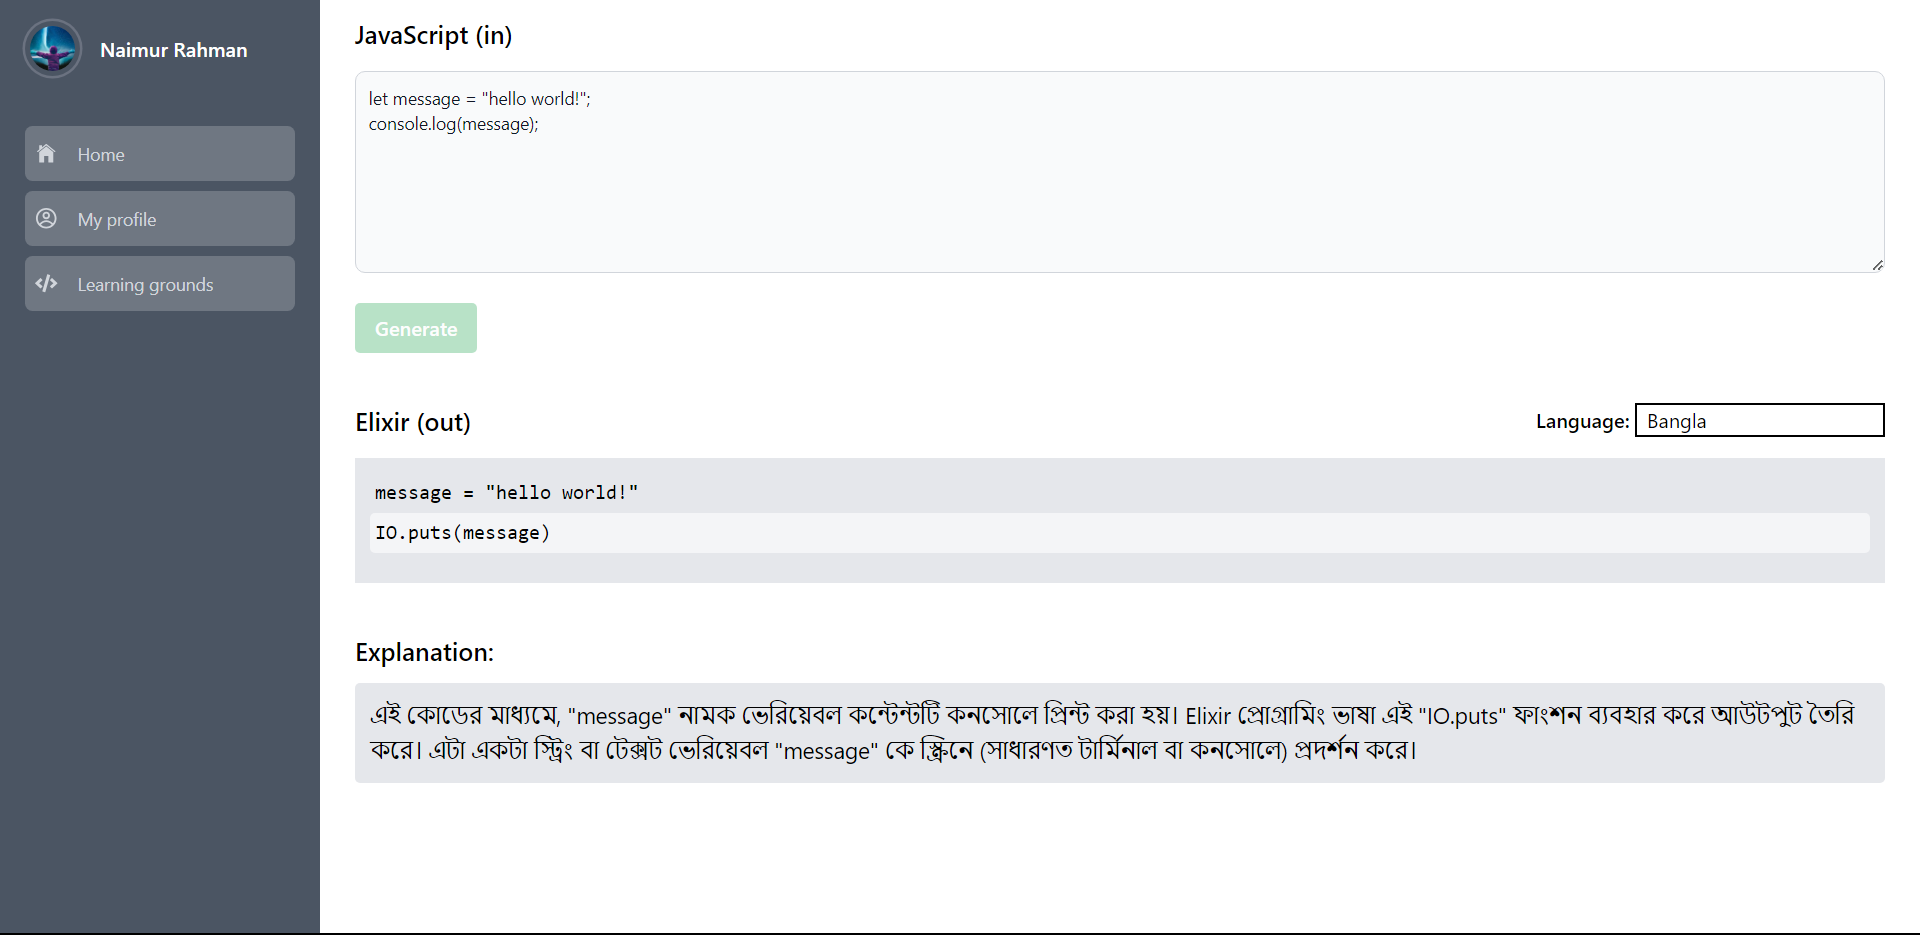 Naimur Rahman
Home
My profile
Learning grounds
JavaScript (in)
let message = "hello world!";
console.log(message);
Generate
Elixir (out)
Language: Bangla
message = "hello world!"
IO.puts(message)
Explanation:
এই কোডের মাধ্যমে, "message" নামক ভেরিয়েবল কন্টেন্টটি কনসোলে প্রিন্ট করা হয়। Elixir প্রোগ্রামিং ভাষা এই "IO.puts" ফাংশন ব্যবহার করে আউটপুট তৈরি
করে। এটা একটা স্ট্রিং বা টেক্সট ভেরিয়েবল "message" কে স্ক্রিনে (সাধারণত টার্মিনাল বা কনসোলে) প্রদর্শন করে।